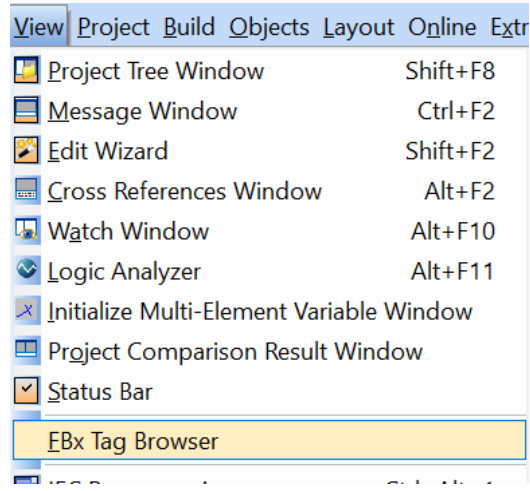 View Project Build Objects Layout Online Extr
Project Tree Window Shift+F8
Message Window Ctrl+F2
Edit Wizard Shift+F2
Cross References Window Alt+F2
Watch Window Alt+F10
Logic Analyzer Alt+F11
Initialize Multi-Element Variable Window
Project Comparison Result Window
Status Bar
FBx Tag Browser